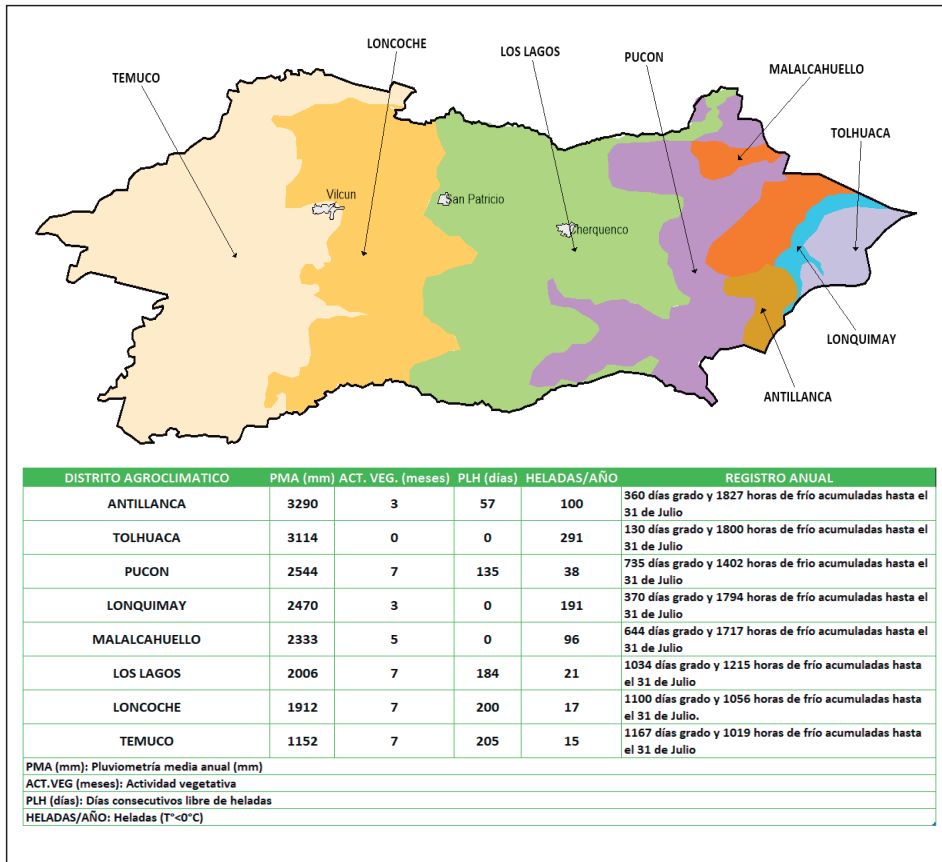 LONCOCHE
LOS LAGOS
PUCON
MALALCAHUELLO
TEMUCO
TOLHUACA
Vilcun
San Patricio
Cherquenco
LONQUIMAY
ANTILLANCA
DISTRITO AGROCLIMATICO PMA (mm) ACT. VEG. (meses) PLH (días) HELADAS/AÑO REGISTRO ANUAL
ANTILLANCA 3290 3 57 100 360 días grado y 1827 horas de frío acumuladas hasta el
31 de Julio
TOLHUACA 3114 0 0 291 130 días grado y 1800 horas de frío acumuladas hasta el
31 de Julio
PUCON 2544 7 135 38 735 días grado y 1402 horas de frio acumuladas hasta el
31 de Julio
LONQUIMAY 2470 3 0 191 370 días grado y 1794 horas de frío acumuladas hasta el
31 de Julio
MALALCAHUELLO 2333 5 0 96 644 días grado y 1717 horas de frío acumuladas hasta el
31 de Julio
LOS LAGOS 2006 7 184 21 1034 días grado y 1215 horas de frío acumuladas hasta
el 31 de Julio
LONCOCHE 1912 7 200 17 1100 días grado y 1056 horas de frío acumuladas hasta
el 31 de Julio.
TEMUCO 1152 7 205 15 1167 días grado y 1019 horas de frío acumuladas hasta
el 31 de Julio
PMA (mm): Pluviometría media anual (mm)
ACT.VEG (meses): Actividad vegetativa
PLH (días): Días consecutivos libre de heladas
HELADAS/AÑO: Heladas (T°<0°C)